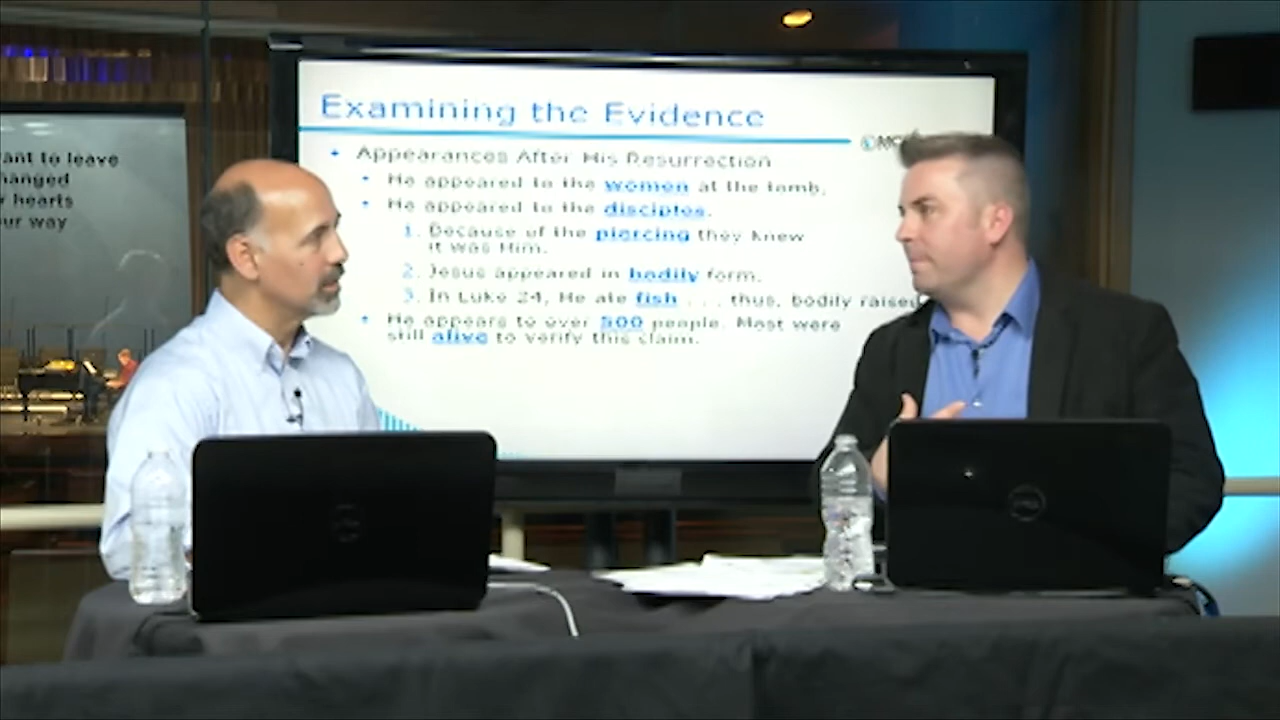 ant to leave
hanged
r hearts
ur way
Examining the Evidence
• Appearances After His Resurrection
• He appeared to the women at the tomb.
• He appeared to the disciples.
1. Because of the piercing they knew
it was Him.
2. Jesus appeared in bodily form.
3. In Luke 24, He ate fish . . . thus, bodily raised
• He appears to over 500 people. Most were
still alive to verify this claim.
DELL